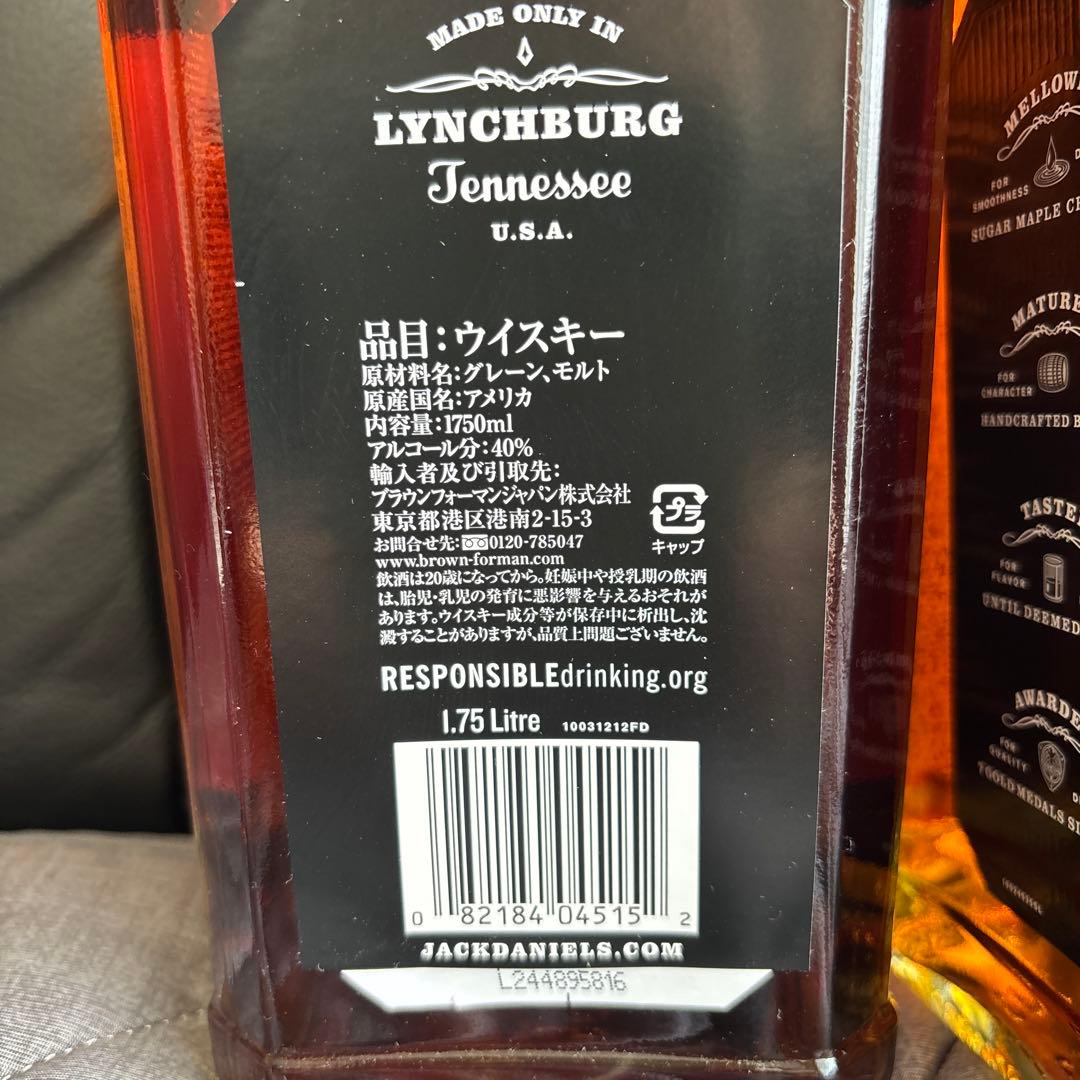 MADE ONLY IN
LYNCHBURG
Tennessee
U.S.A.
品目：ウイスキー
原材料名：グレーン、モルト
原産国名：アメリカ
内容量：1750ml
アルコール分：40%
輸入者及び引取先：
ブラウンフォーマンジャパン株式会社
東京都港区港南2-15-3
お問合せ先：0120-785047
www.brown-forman.com
プラ
キャップ
飲酒は20歳になってから。妊娠中や授乳期の飲酒
は、胎児・乳児の発育に悪影響を与えるおそれが
あります。ウイスキー成分等が保存中に析出し、沈
澱することがありますが、品質上問題ございません。
RESPONSIBLEdrinking.org
1.75 Litre 10031212FD
0 82184 04515 2
JACKDANIELS.COM
L244895816
FOR
SMOOTHNESS
SUGAR MAPLE
FOR
CHARACTER
HANDCRAFTED
FOR
FLAVOR
UNTIL DEEMED
FOR
QUALITY
7 GOLD MEDALS